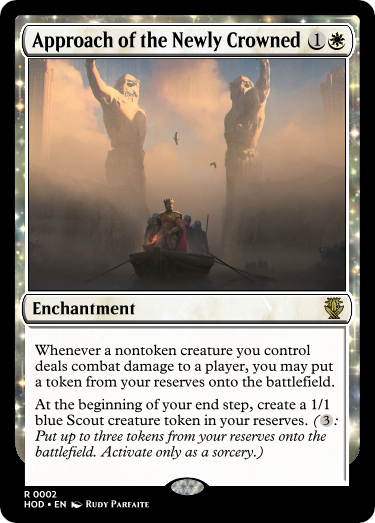 Approach of the Newly Crowned 1
Enchantment
Whenever a nontoken creature you control
deals combat damage to a player, you may put
a token from your reserves onto the battlefield.
At the beginning of your end step, create a 1/1
blue Scout creature token in your reserves. (3:
Put up to three tokens from your reserves onto the
battlefield. Activate only as a sorcery.)
R 0002
HOD • EN Rudy Parfaite